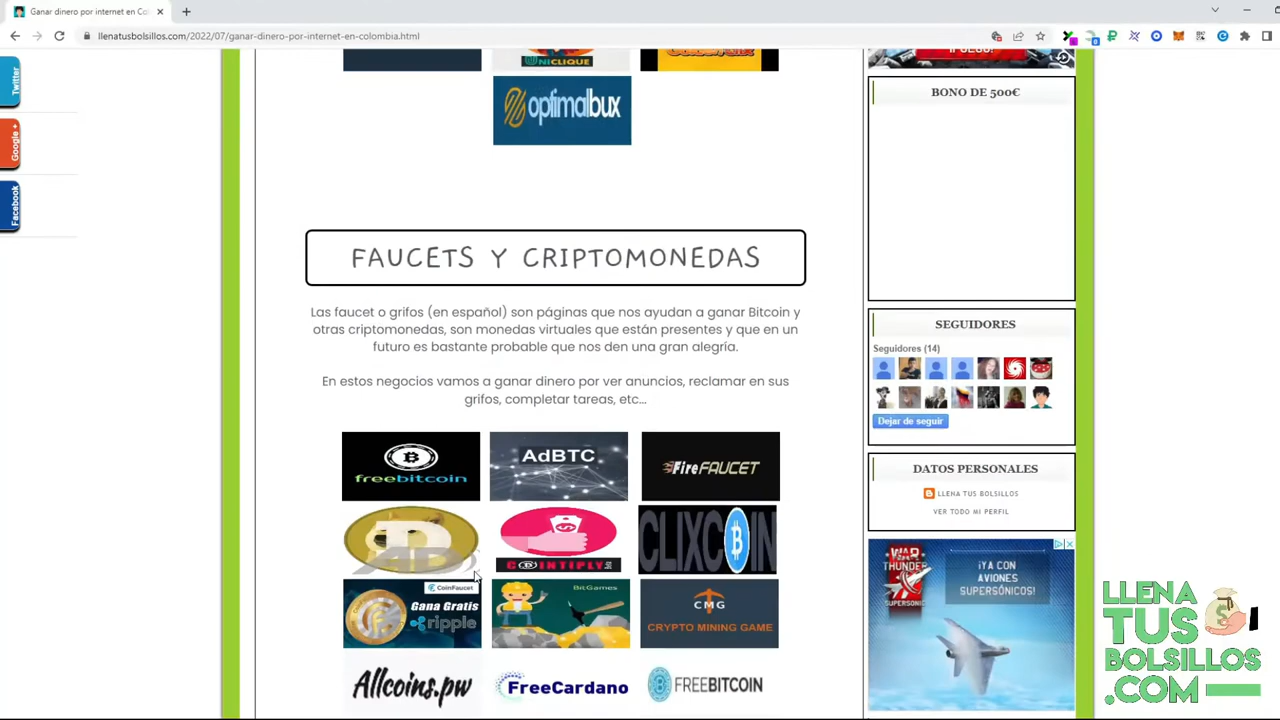 Ganar dinero por internet en Co
llenatusbolsillos.com/2022/07/ganar-dinero-por-internet-en-colombia.html
Twitter
Google +
Facebook
UNICLIQUE
optimalbux
FAUCETS Y CRIPTOMONEDAS
Las faucet o grifos (en español) son páginas que nos ayudan a ganar Bitcoin y
otras criptomonedas, son monedas virtuales que están presentes y que en un
futuro es bastante probable que nos den una gran alegría.
En estos negocios vamos a ganar dinero por ver anuncios, reclamar en sus
grifos, completar tareas, etc...
freebitcoin
AdBTC
FireFAUCET
COINTIPLY
CLIXCOIN
CoinFaucet
Gana Gratis
ripple
BitGames
CMG
CRYPTO MINING GAME
Allcoins.pw
FreeCardano
FREEBITCOIN
BONO DE 500€
SEGUIDORES
Seguidores (14)
Dejar de seguir
DATOS PERSONALES
LLENA TUS BOLSILLOS
VER TODO MI PERFIL
WAR
THUNDER
¡YA CON
AVIONES
SUPERSÓNICOS!
LLENA
TUS
BOLSILLOS
.COM